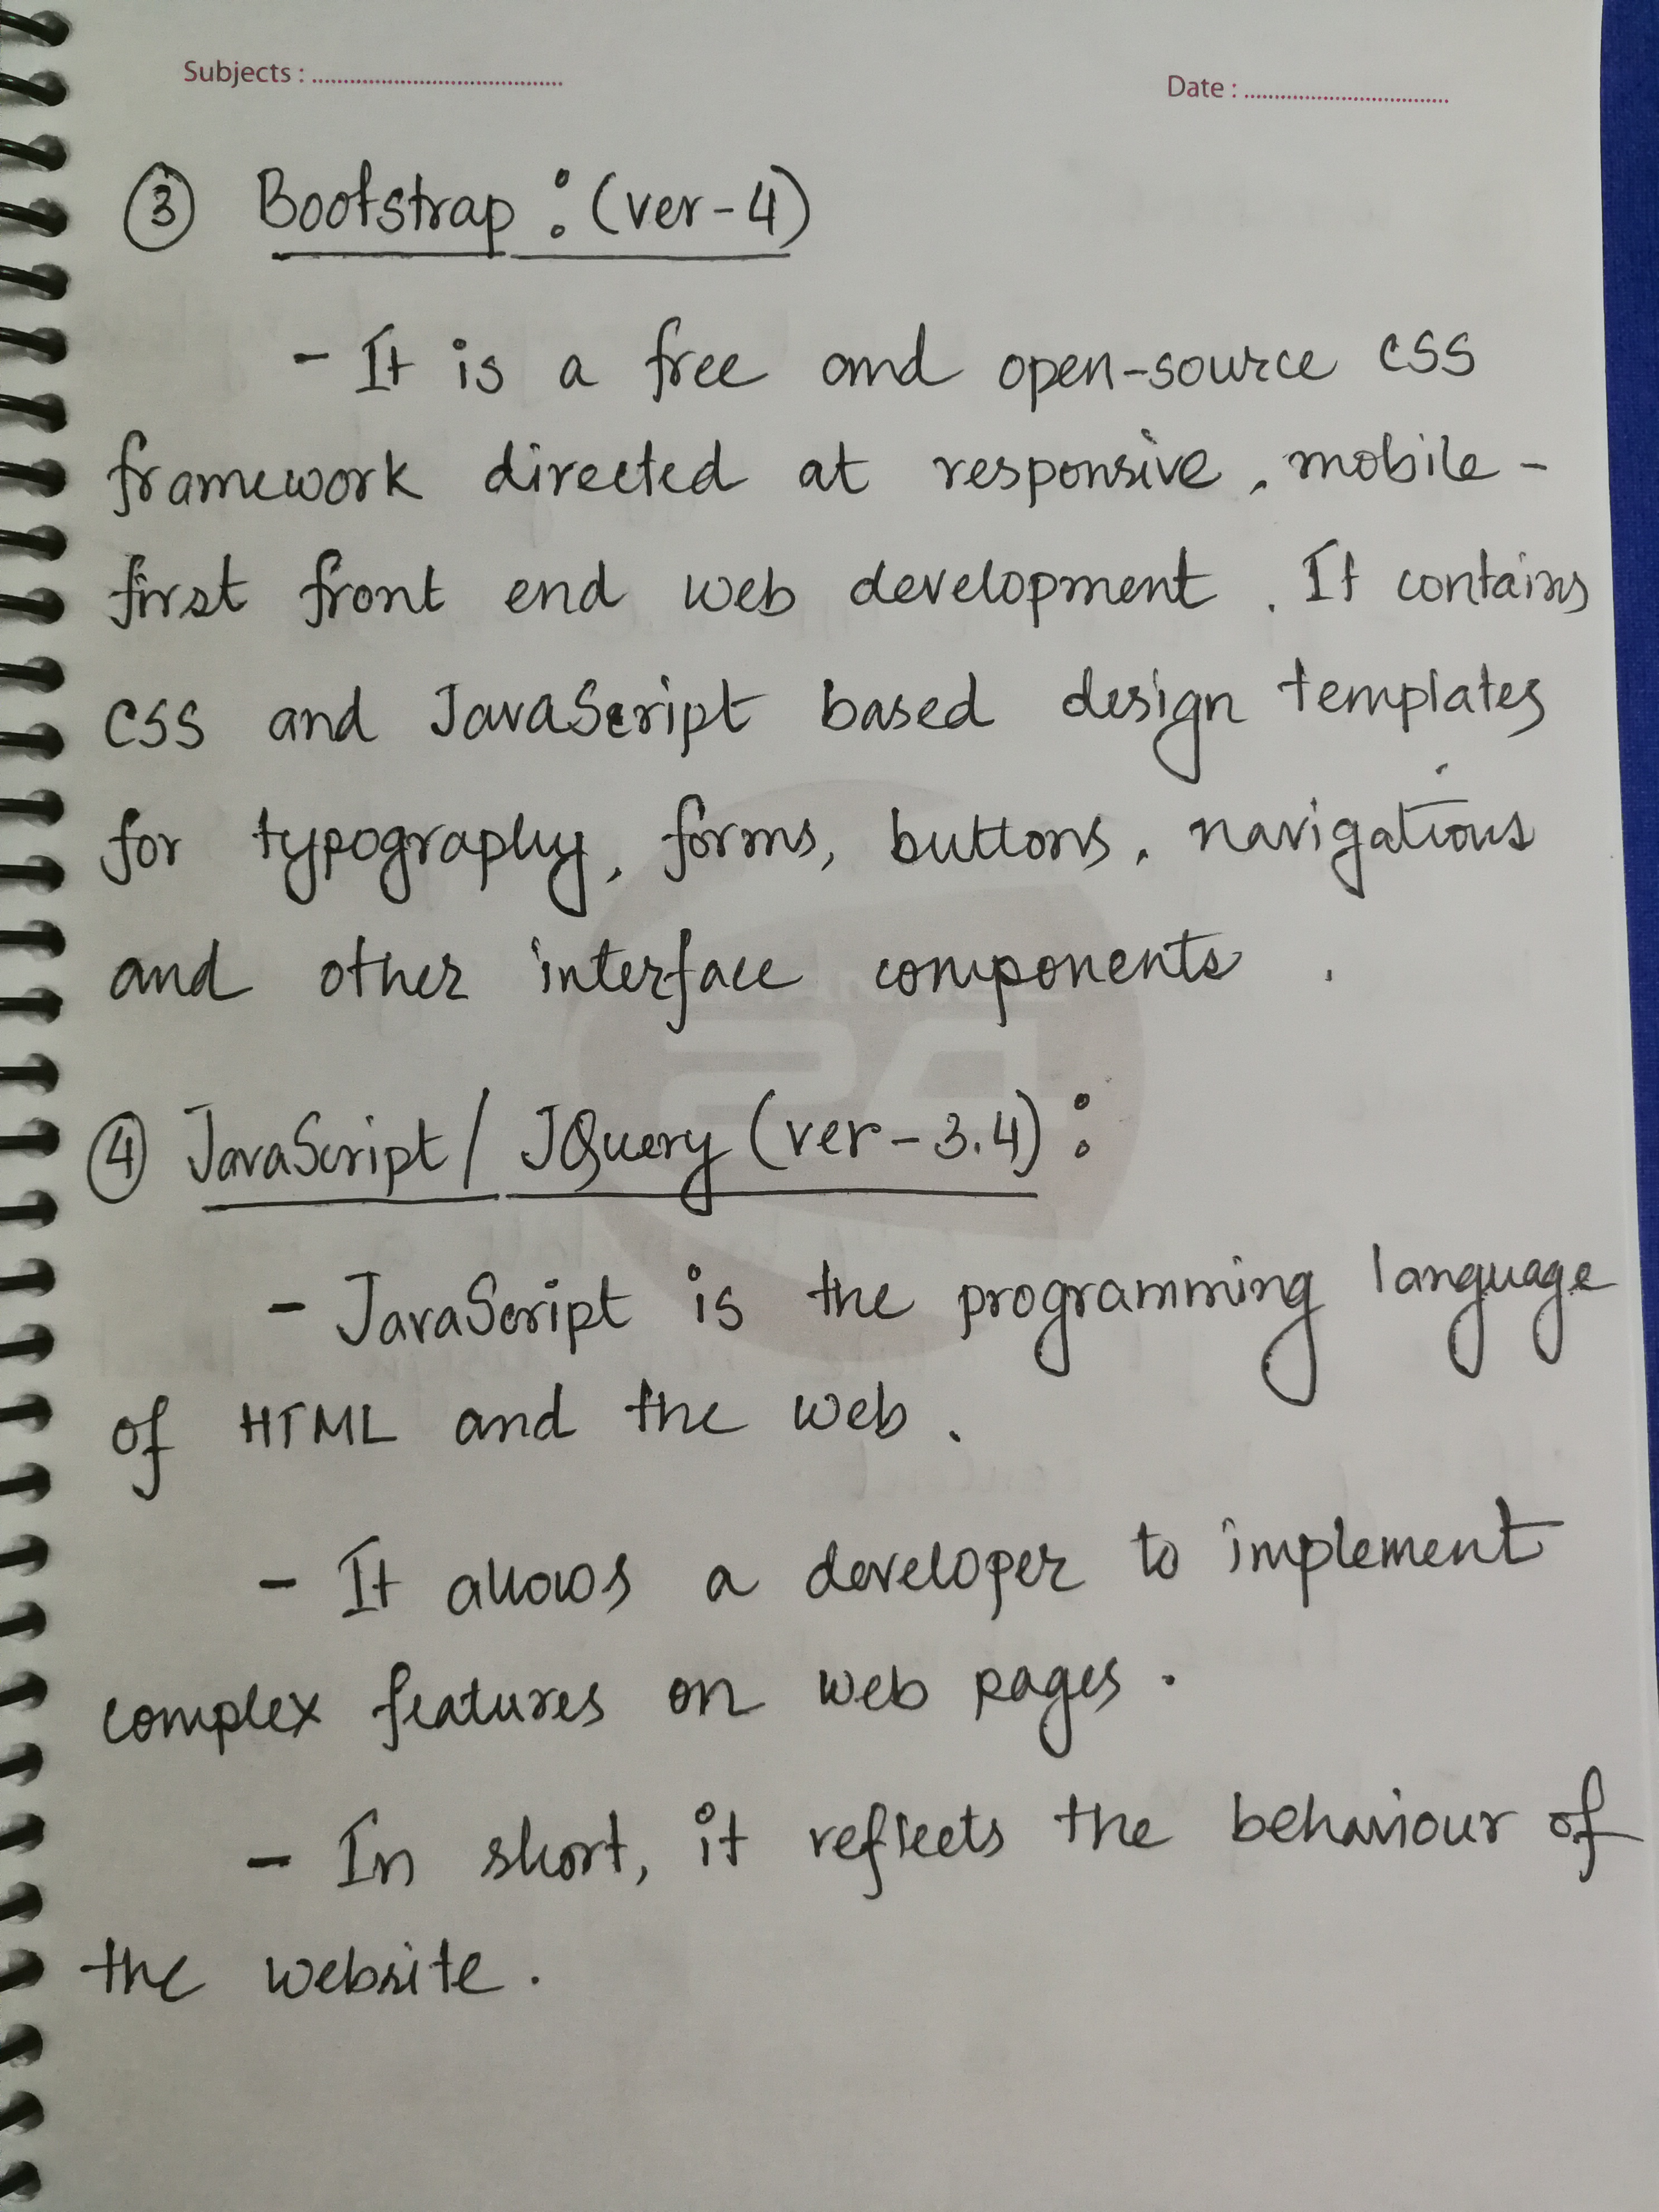 Subjects : ........................................ Date : .................................
③ Bootstrap : (ver-4)
- It is a free and open-source CSS
framework directed at responsive, mobile-
first front end web development. It contains
CSS and JavaScript based design templates
for typography, forms, buttons, navigations
and other interface components.
④ JavaScript / JQuery (ver-3.4) :
- JavaScript is the programming language
of HTML and the web.
- It allows a developer to implement
complex features on web pages.
- In short, it reflects the behaviour of
the website.